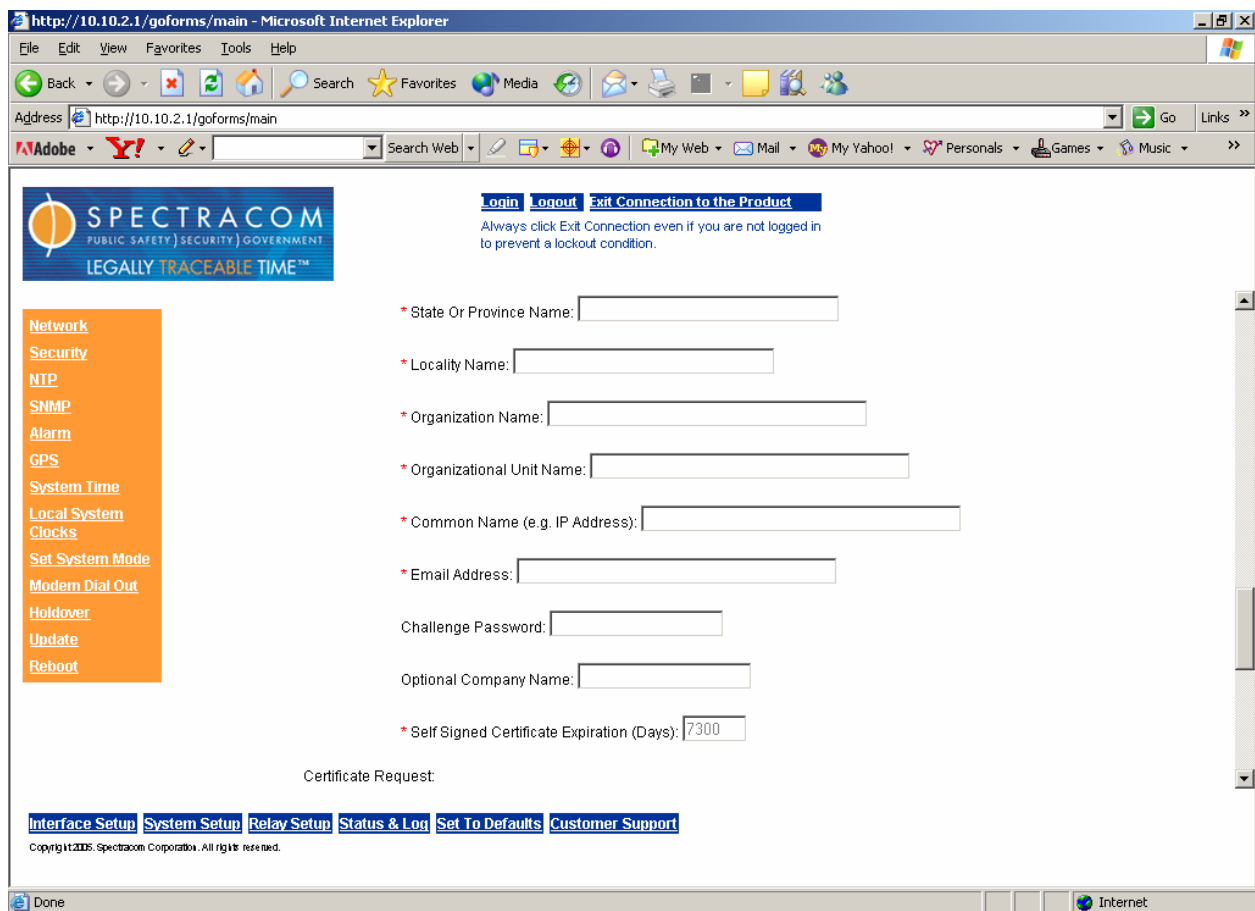 http://10.10.2.1/goforms/main - Microsoft Internet Explorer
File Edit View Favorites Tools Help
Back Search Favorites Media
Address http://10.10.2.1/goforms/main Go Links »
Adobe Y! Search Web My Web Mail My Yahoo! Personals Games Music »
SPECTRACOM
PUBLIC SAFETY ) SECURITY ) GOVERNMENT
LEGALLY TRACEABLE TIME™
Login Logout Exit Connection to the Product
Always click Exit Connection even if you are not logged in
to prevent a lockout condition.
Network
Security
NTP
SNMP
Alarm
GPS
System Time
Local System
Clocks
Set System Mode
Modem Dial Out
Holdover
Update
Reboot
* State Or Province Name:
* Locality Name:
* Organization Name:
* Organizational Unit Name:
* Common Name (e.g. IP Address):
* Email Address:
Challenge Password:
Optional Company Name:
* Self Signed Certificate Expiration (Days): 7300
Certificate Request:
Interface Setup System Setup Relay Setup Status & Log Set To Defaults Customer Support
Copyright 2005. Spectracom Corporation. All rights reserved.
Done Internet